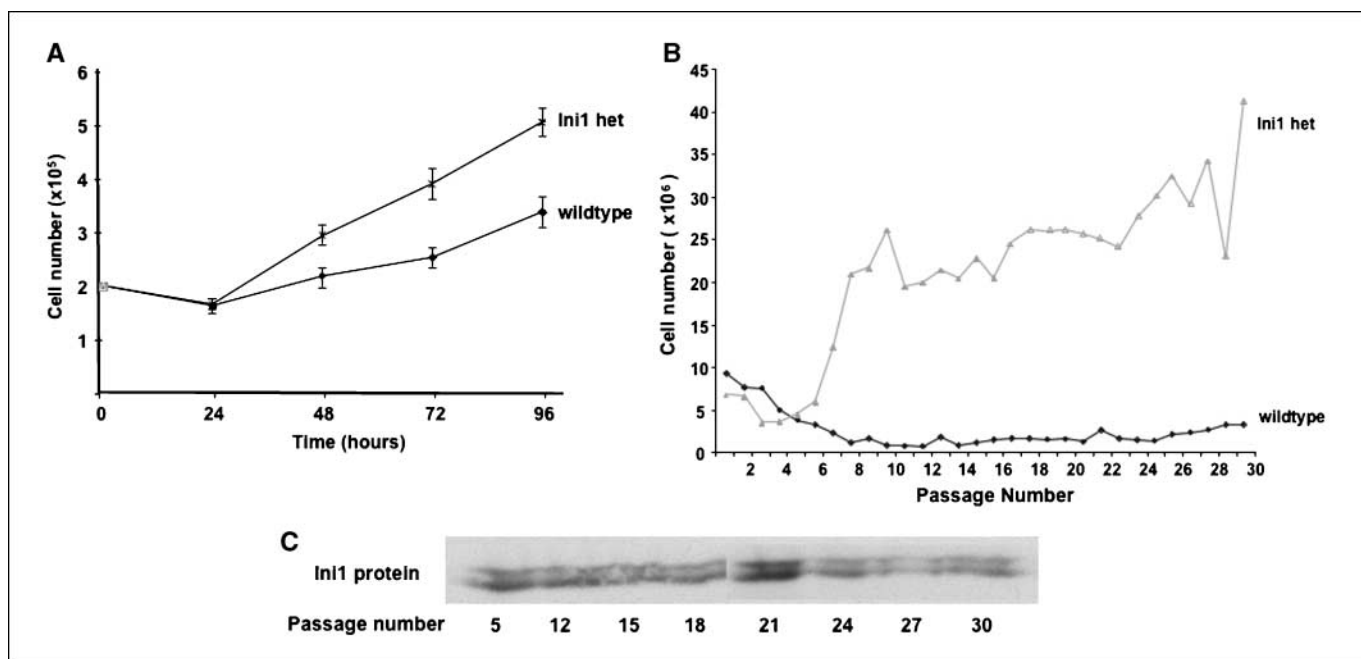 A
6
5
4
3
2
1
Cell number (x10⁵)
0 24 48 72 96
Time (hours)
Ini1 het
wildtype
B
45
40
35
30
25
20
15
10
5
0
Cell number ( x10⁶)
2 4 6 8 10 12 14 16 18 20 22 24 26 28 30
Passage Number
Ini1 het
wildtype
C
Ini1 protein
Passage number 5 12 15 18 21 24 27 30